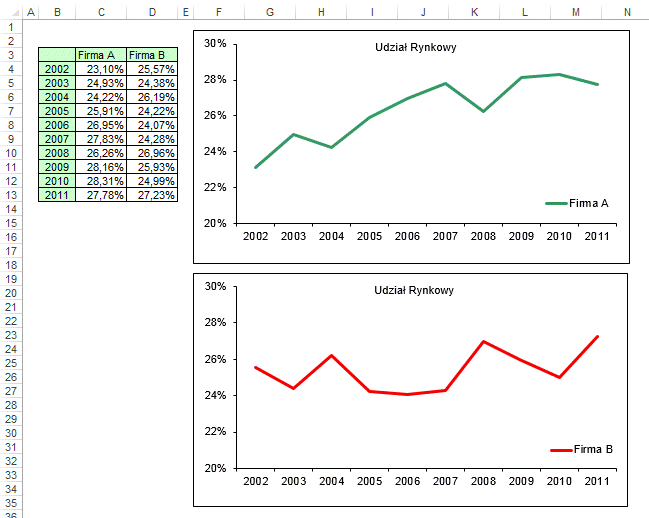 A B C D E F G H I J K L M N
1
2
3 Firma A Firma B
4 2002 23,10% 25,57%
5 2003 24,93% 24,38%
6 2004 24,22% 26,19%
7 2005 25,91% 24,22%
8 2006 26,95% 24,07%
9 2007 27,83% 24,28%
10 2008 26,26% 26,96%
11 2009 28,16% 25,93%
12 2010 28,31% 24,99%
13 2011 27,78% 27,23%
14
15
16
17
18
19
20
21
22
23
24
25
26
27
28
29
30
31
32
33
34
35
36
Udział Rynkowy
30%
28%
26%
24%
22%
20%
Firma A
2002 2003 2004 2005 2006 2007 2008 2009 2010 2011
Udział Rynkowy
30%
28%
26%
24%
22%
20%
Firma B
2002 2003 2004 2005 2006 2007 2008 2009 2010 2011